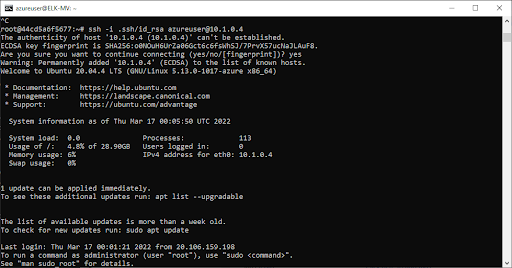 azureuser@ELK-MV: ~
^C
root@44cd5a6f5677:~# ssh -i .ssh/id_rsa azureuser@10.1.0.4
The authenticity of host '10.1.0.4 (10.1.0.4)' can't be established.
ECDSA key fingerprint is SHA256:o0NOuH6UrZa06Gct6c6fsWhSJ/7PrvX57ucNaJLAuF8.
Are you sure you want to continue connecting (yes/no/[fingerprint])? yes
Warning: Permanently added '10.1.0.4' (ECDSA) to the list of known hosts.
Welcome to Ubuntu 20.04.4 LTS (GNU/Linux 5.13.0-1017-azure x86_64)
* Documentation: https://help.ubuntu.com
* Management: https://landscape.canonical.com
* Support: https://ubuntu.com/advantage
System information as of Thu Mar 17 00:05:50 UTC 2022
System load: 0.0 Processes: 113
Usage of /: 4.8% of 28.90GB Users logged in: 0
Memory usage: 6% IPv4 address for eth0: 10.1.0.4
Swap usage: 0%
1 update can be applied immediately.
To see these additional updates run: apt list --upgradable
The list of available updates is more than a week old.
To check for new updates run: sudo apt update
Last login: Thu Mar 17 00:01:21 2022 from 20.106.159.198
To run a command as administrator (user "root"), use "sudo <command>".
See "man sudo_root" for details.